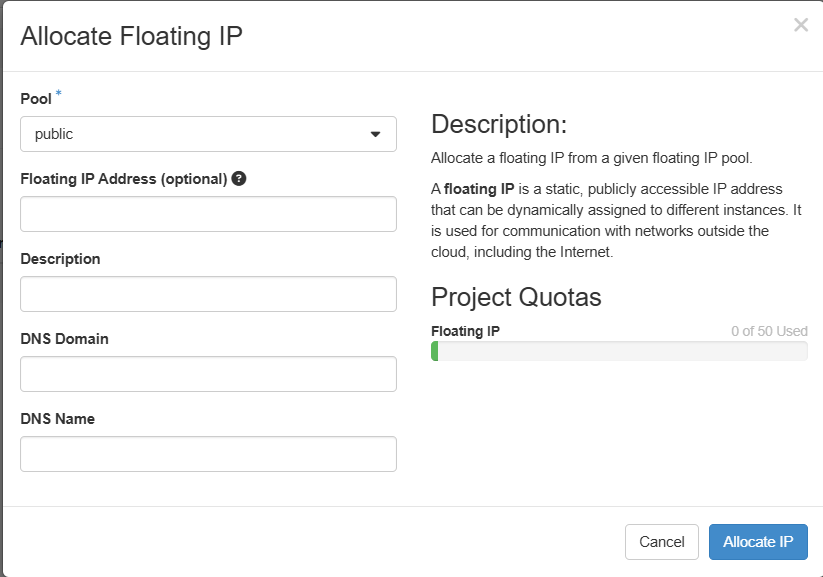 Allocate Floating IP
×
Pool *
public
Floating IP Address (optional) ?
Description
DNS Domain
DNS Name
Description:
Allocate a floating IP from a given floating IP pool.
A floating IP is a static, publicly accessible IP address
that can be dynamically assigned to different instances. It
is used for communication with networks outside the
cloud, including the Internet.
Project Quotas
Floating IP
0 of 50 Used
Cancel
Allocate IP